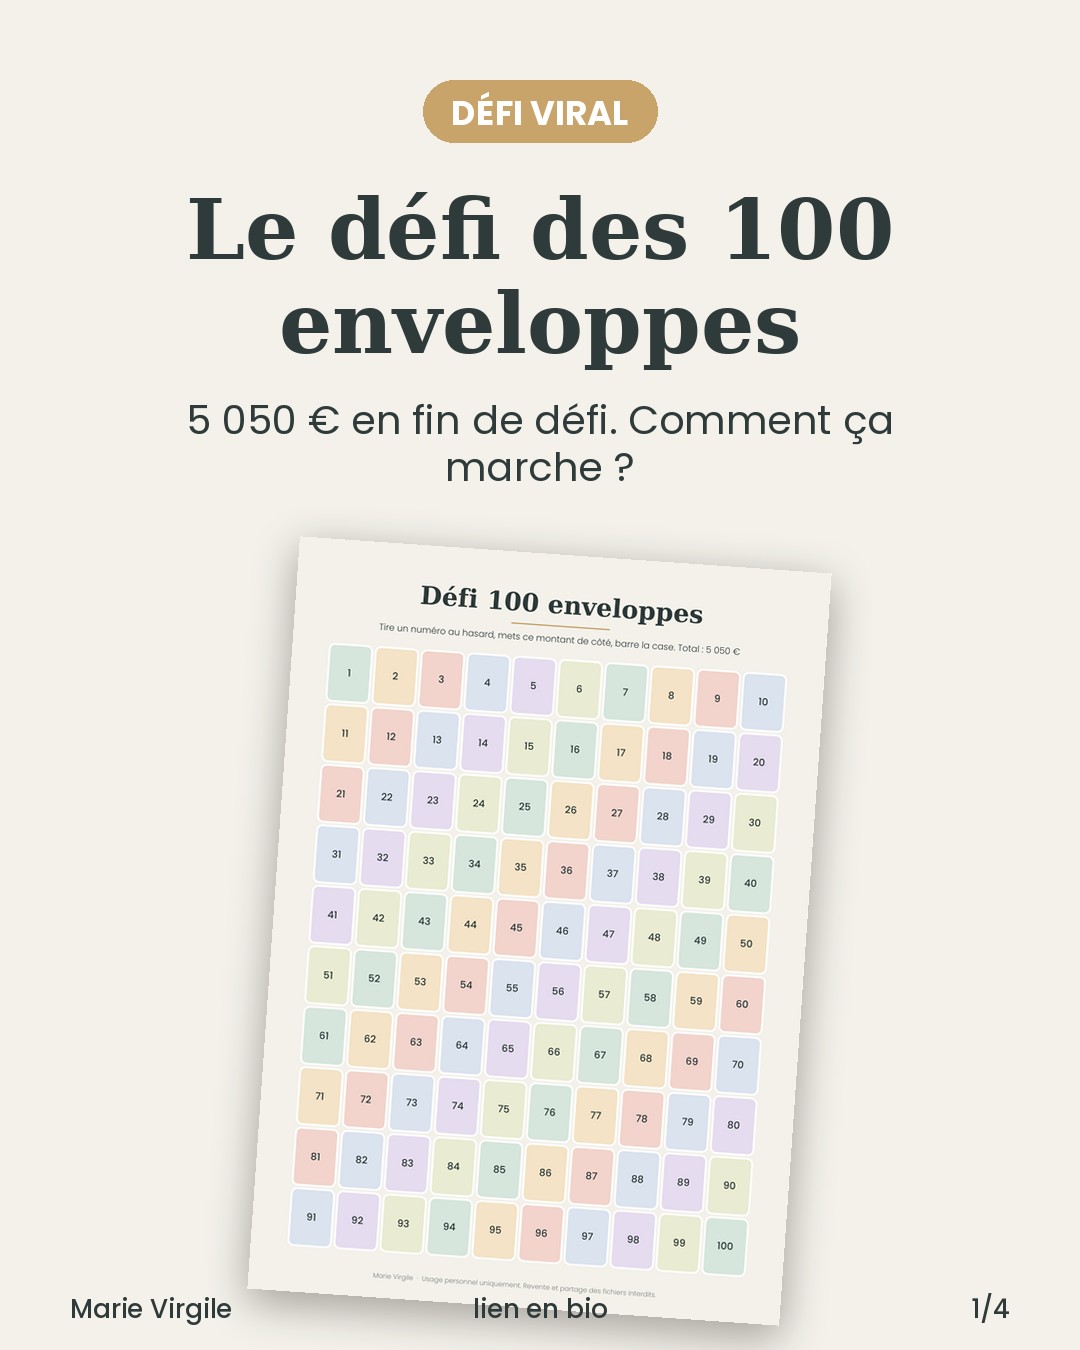 DÉFI VIRAL
Le défi des 100
enveloppes
5 050 € en fin de défi. Comment ça
marche ?
Défi 100 enveloppes
Tire un numéro au hasard, mets ce montant de côté, barre la case. Total : 5 050 €
1 2 3 4 5 6 7 8 9 10
11 12 13 14 15 16 17 18 19 20
21 22 23 24 25 26 27 28 29 30
31 32 33 34 35 36 37 38 39 40
41 42 43 44 45 46 47 48 49 50
51 52 53 54 55 56 57 58 59 60
61 62 63 64 65 66 67 68 69 70
71 72 73 74 75 76 77 78 79 80
81 82 83 84 85 86 87 88 89 90
91 92 93 94 95 96 97 98 99 100
Marie Virgile · Usage personnel uniquement. Revente et partage des fichiers interdits.
Marie Virgile lien en bio 1/4